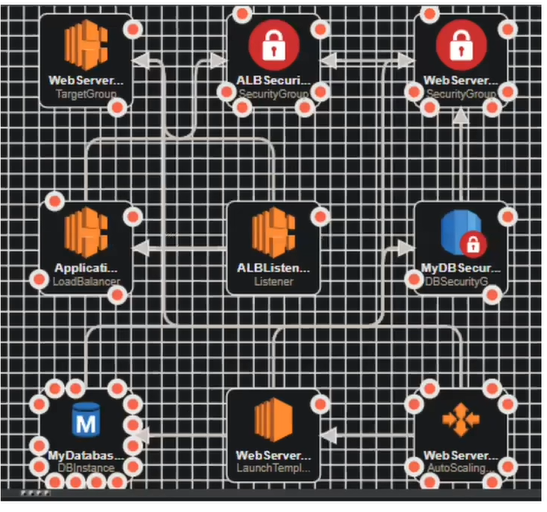 WebServer...
TargetGroup
ALBSecuri...
SecurityGroup
WebServer...
SecurityGroup
Applicati...
LoadBalancer
ALBListen...
Listener
MyDBSecur...
DBSecurityG...
M
MyDatabas...
DBInstance
WebServer...
LaunchTempl...
WebServer...
AutoScaling...